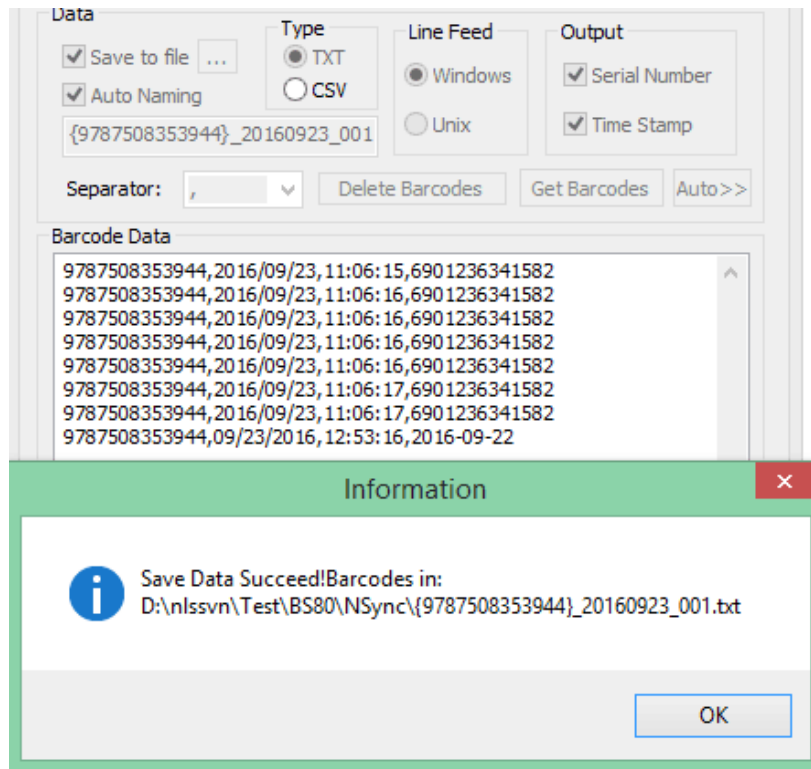 Data
Save to file ...
Auto Naming
{9787508353944}_20160923_001
Type
TXT
CSV
Line Feed
Windows
Unix
Output
Serial Number
Time Stamp
Separator: , Delete Barcodes Get Barcodes Auto>>
Barcode Data
9787508353944,2016/09/23,11:06:15,6901236341582
9787508353944,2016/09/23,11:06:16,6901236341582
9787508353944,2016/09/23,11:06:16,6901236341582
9787508353944,2016/09/23,11:06:16,6901236341582
9787508353944,2016/09/23,11:06:16,6901236341582
9787508353944,2016/09/23,11:06:17,6901236341582
9787508353944,2016/09/23,11:06:17,6901236341582
9787508353944,09/23/2016,12:53:16,2016-09-22
Information
Save Data Succeed!Barcodes in:
D:\nlssvn\Test\BS80\NSync\{9787508353944}_20160923_001.txt
OK